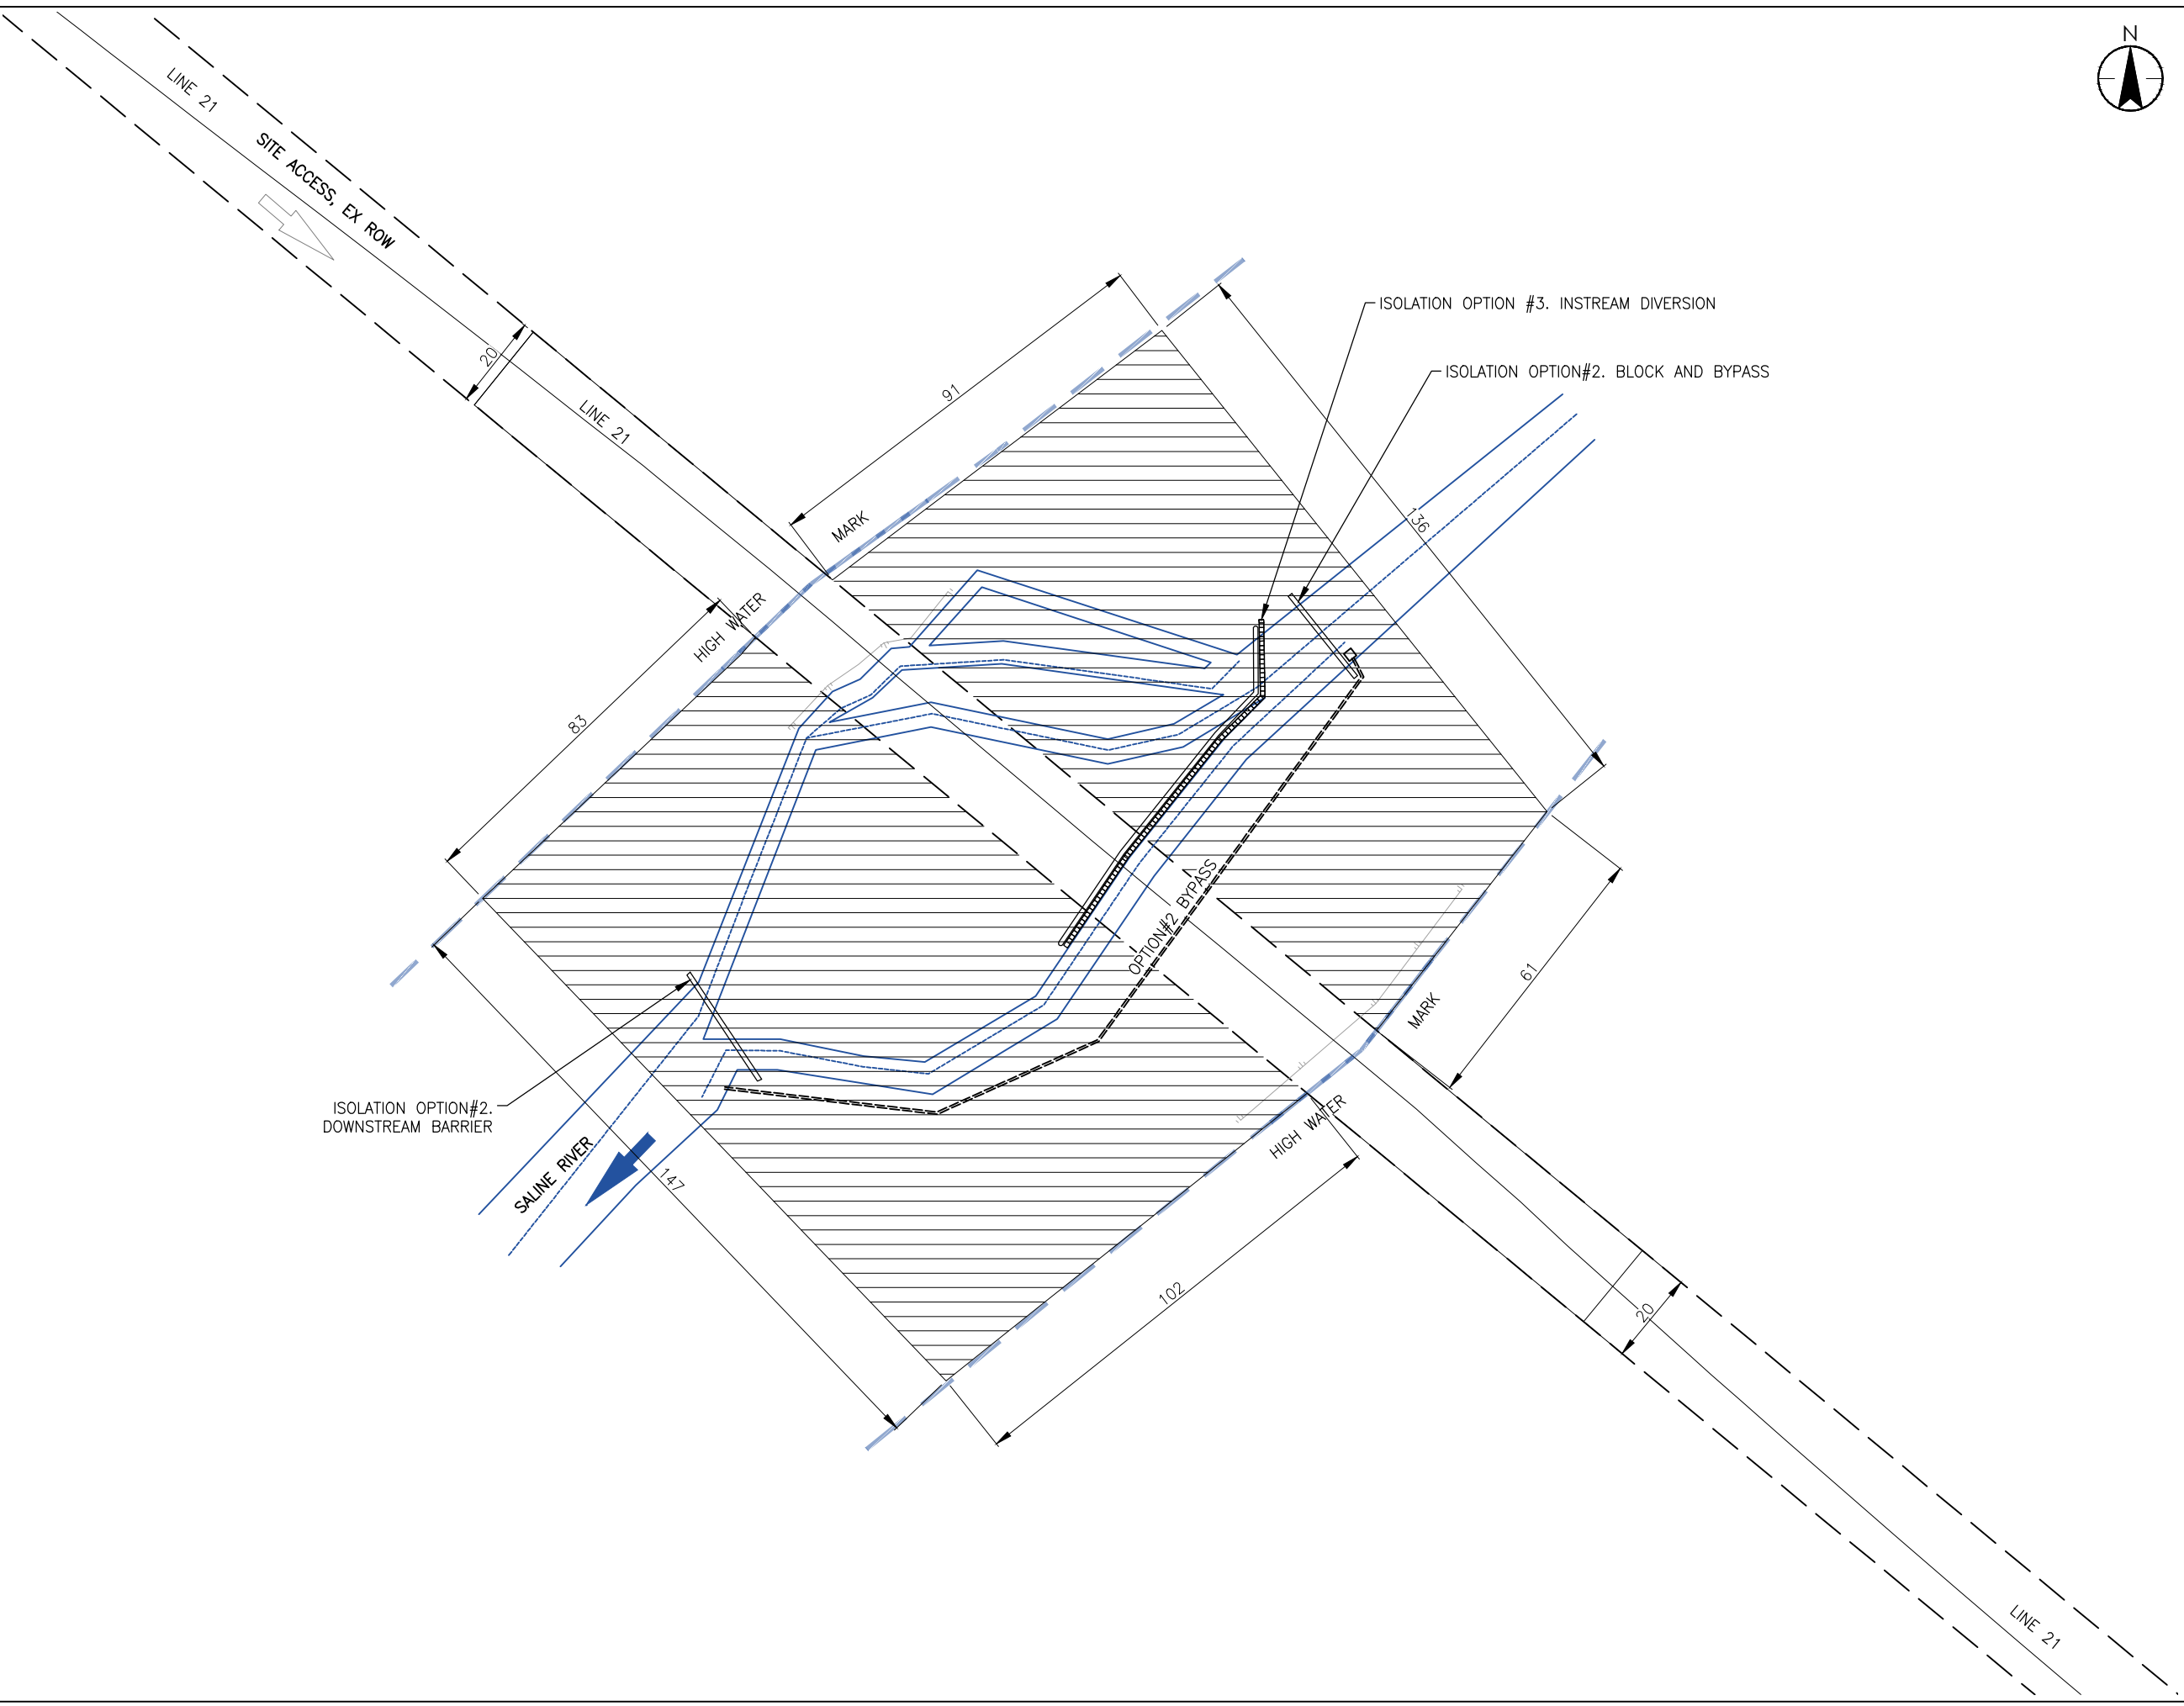 N
LINE 21
SITE ACCESS, EX ROW
20
LINE 21
91
ISOLATION OPTION #3. INSTREAM DIVERSION
ISOLATION OPTION#2. BLOCK AND BYPASS
136
MARK
HIGH WATER
83
OPTION#2 BYPASS
61
MARK
HIGH WATER
ISOLATION OPTION#2.
DOWNSTREAM BARRIER
SALINE RIVER
147
102
20
LINE 21